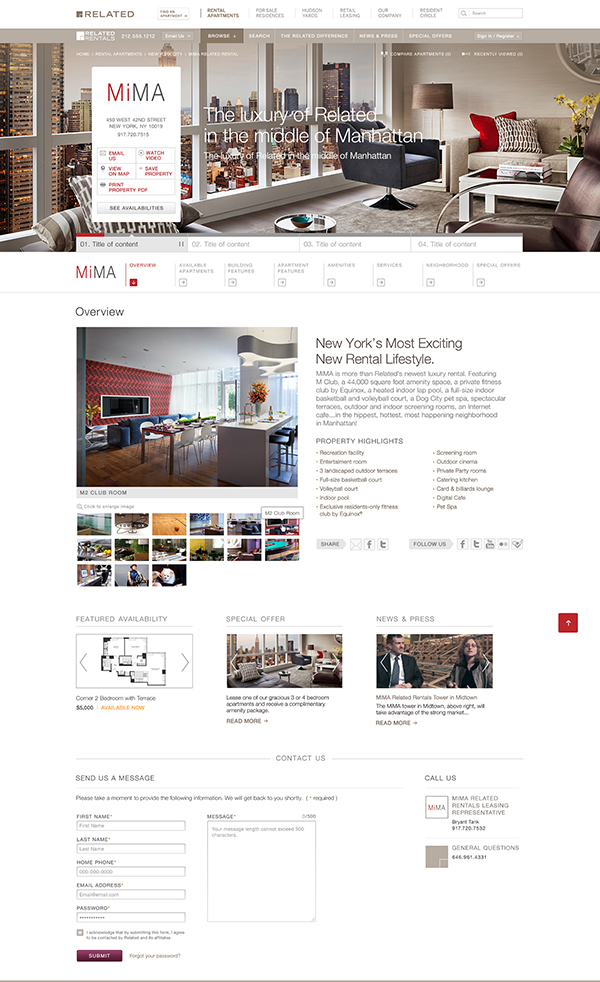 RELATED
FIND AN APARTMENT
RENTAL APARTMENTS
FOR SALE RESIDENCES
HUDSON YARDS
RETAIL LEASING
OUR COMPANY
RESIDENT CIRCLE
Search
RELATED RENTALS
212.555.1212
Email Us
BROWSE
SEARCH
THE RELATED DIFFERENCE
NEWS & PRESS
SPECIAL OFFERS
Sign in / Register
HOME
RENTAL APARTMENTS
NEW YORK CITY
MIMA RELATED RENTAL
COMPARE APARTMENTS (0)
RECENTLY VIEWED (0)
MiMA
450 WEST 42ND STREET
NEW YORK, NY 10019
917.720.7515
EMAIL US
WATCH VIDEO
VIEW ON MAP
SAVE PROPERTY
PRINT PROPERTY PDF
SEE AVAILABILITIES
The luxury of Related
in the middle of Manhattan
The luxury of Related in the middle of Manhattan
01. Title of content
02. Title of content
03. Title of content
04. Title of content
MiMA
OVERVIEW
AVAILABLE APARTMENTS
BUILDING FEATURES
APARTMENT FEATURES
AMENITIES
SERVICES
NEIGHBORHOOD
SPECIAL OFFERS
Overview
M2 CLUB ROOM
Click to enlarge image
M2 Club Room
New York's Most Exciting
New Rental Lifestyle.
MIMA is more than Related's newest luxury rental. Featuring
M Club, a 44,000 square foot amenity space, a private fitness
club by Equinox, a heated indoor lap pool, a full-size indoor
basketball and volleyball court, a Dog City pet spa, spectacular
terraces, outdoor and indoor screening rooms, an Internet
cafe....in the hippest, hottest, most happening neighborhood
in Manhattan!
PROPERTY HIGHLIGHTS
• Recreation facility
• Entertaiment room
• 3 landscaped outdoor terraces
• Full-size basketball court
• Volleyball court
• Indoor pool
• Exclusive residents-only fitness
club by Equinox®
• Screening room
• Outdoor cinema
• Private Party rooms
• Catering kitchen
• Card & billiards lounge
• Digital Cafe
• Pet Spa
SHARE
FOLLOW US
FEATURED AVAILABILITY
Corner 2 Bedroom with Terrace
$5,000 / AVAILABLE NOW
SPECIAL OFFER
Lease one of our gracious 3 or 4 bedroom
apartments and receive a complimentary
amenity package.
READ MORE
NEWS & PRESS
MIMA Related Rentals Tower in Midtown
The MiMA tower in Midtown, above right, will
take advantage of the strong market...
READ MORE
CONTACT US
SEND US A MESSAGE
Please take a moment to provide the following information. We will get back to you shortly. ( * required )
FIRST NAME*
First Name
LAST NAME*
Last Name
HOME PHONE*
000-000-0000
EMAIL ADDRESS*
Email@email.com
PASSWORD*
I acknowledge that by submitting this form, I agree
to be contacted by Related and its affiliates
SUBMIT
Forgot your password?
MESSAGE*
0/500
Your message length cannot exceed 500
characters.
CALL US
MiMA
MIMA RELATED
RENTALS LEASING
REPRESENTATIVE
Bryant Tank
917.720.7532
GENERAL QUESTIONS
646.961.4331